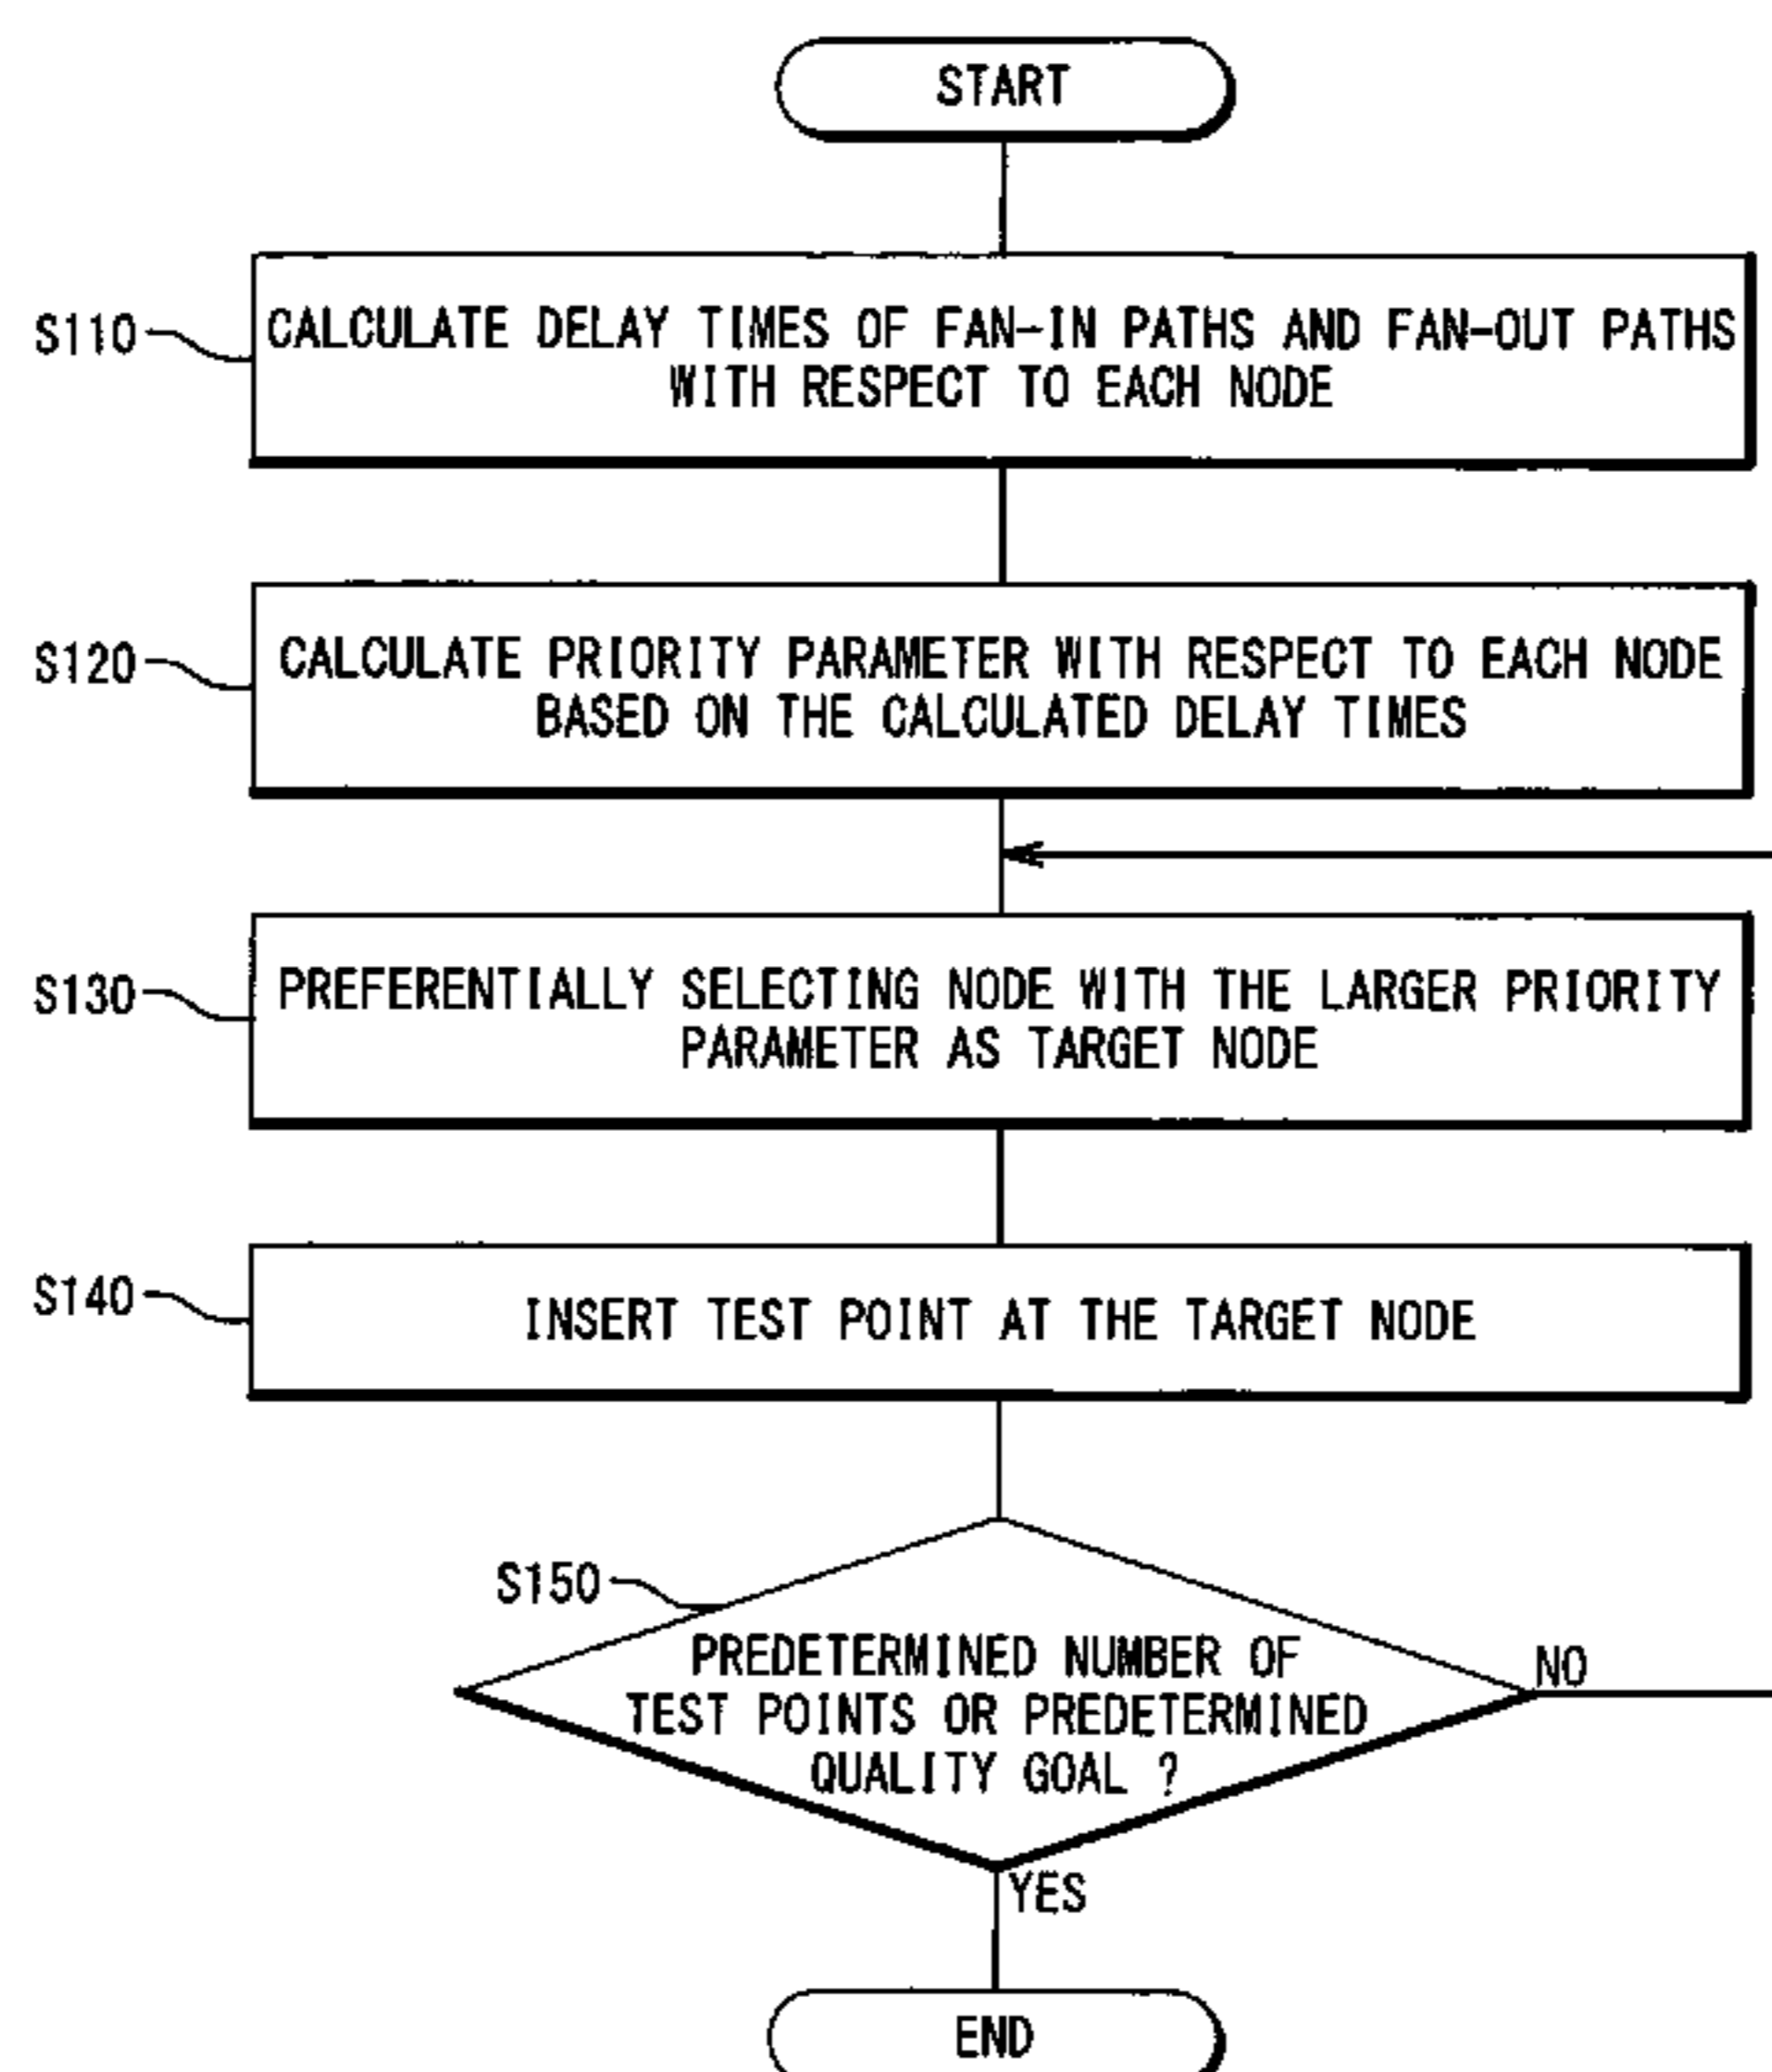 START
S110
CALCULATE DELAY TIMES OF FAN-IN PATHS AND FAN-OUT PATHS
WITH RESPECT TO EACH NODE
S120
CALCULATE PRIORITY PARAMETER WITH RESPECT TO EACH NODE
BASED ON THE CALCULATED DELAY TIMES
S130
PREFERENTIALLY SELECTING NODE WITH THE LARGER PRIORITY
PARAMETER AS TARGET NODE
S140
INSERT TEST POINT AT THE TARGET NODE
S150
PREDETERMINED NUMBER OF
TEST POINTS OR PREDETERMINED
QUALITY GOAL ?
NO
YES
END